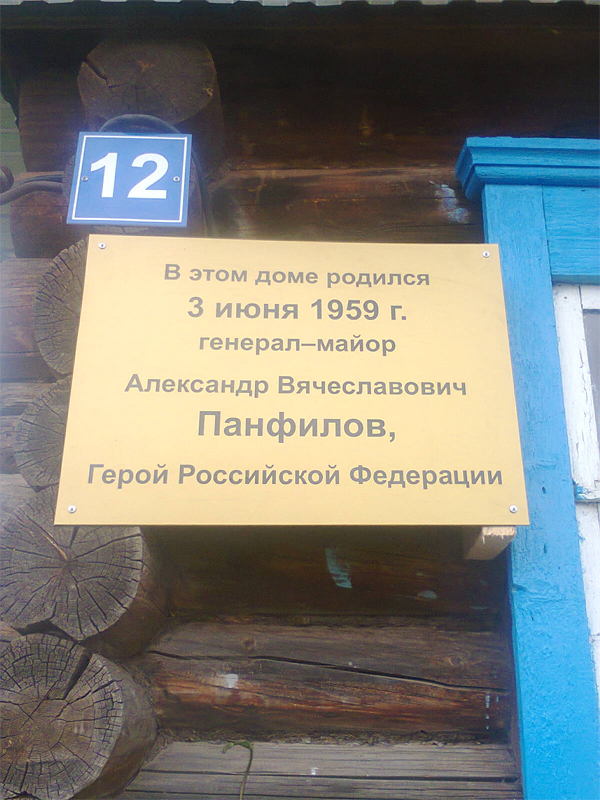 12
В этом доме родился
3 июня 1959 г.
генерал–майор
Александр Вячеславович
Панфилов,
Герой Российской Федерации